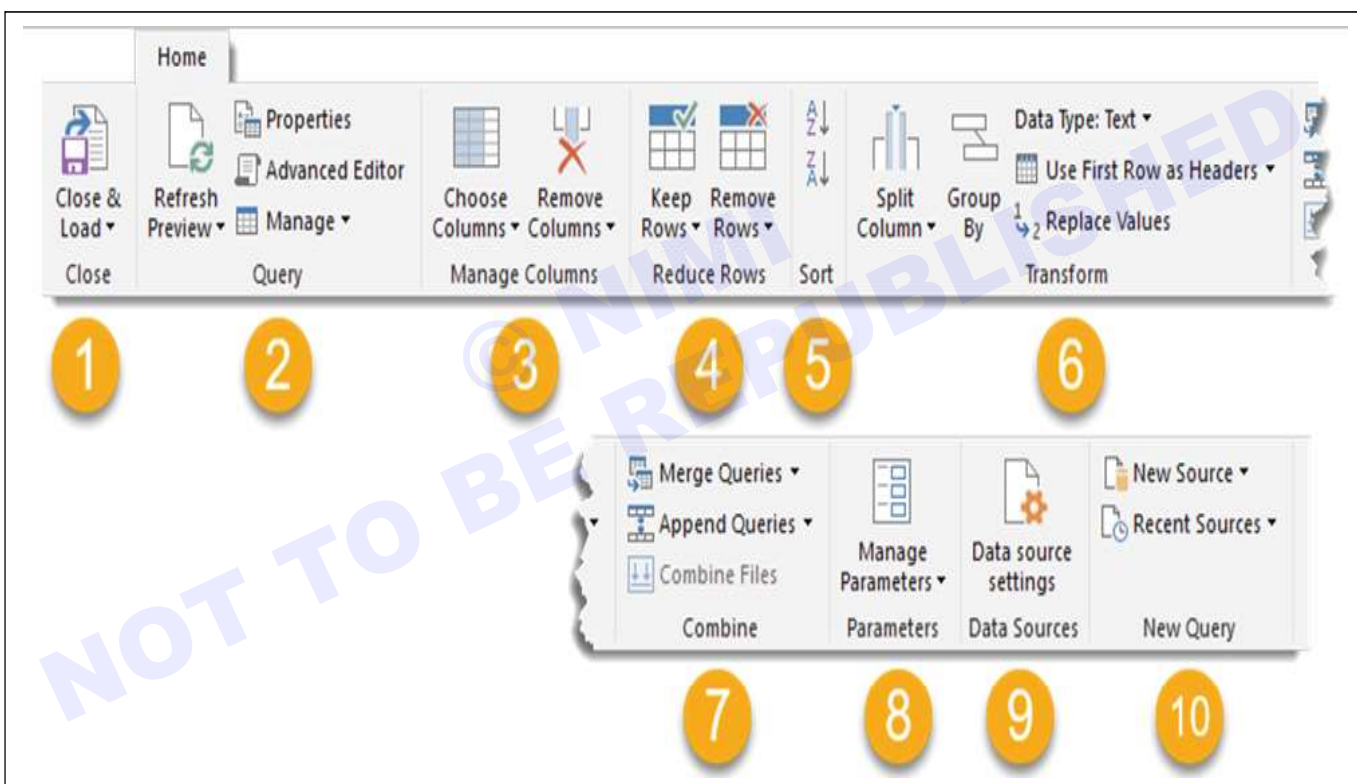 Home
Close &
Load
Close
Refresh
Preview
Properties
Advanced Editor
Manage
Query
Choose
Columns
Remove
Columns
Manage Columns
Keep
Rows
Remove
Rows
Reduce Rows
A
Z
Z
A
Sort
Split
Column
Group
By
Data Type: Text
Use First Row as Headers
1
2 Replace Values
Transform
1
2
3
4
5
6
Merge Queries
Append Queries
Combine Files
Combine
Manage
Parameters
Parameters
Data source
settings
Data Sources
New Source
Recent Sources
New Query
7
8
9
10
© NIMI
NOT TO BE REPUBLISHED